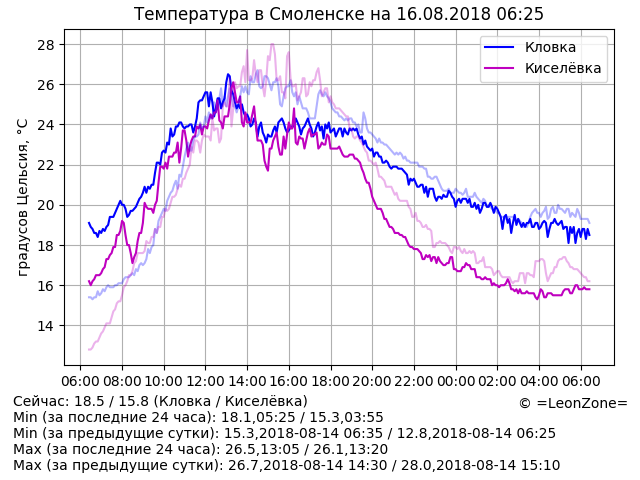 Температура в Смоленске на 16.08.2018 06:25
28
26
24
22
20
18
16
14
градусов Цельсия, °C
Кловка
Киселёвка
06:00 08:00 10:00 12:00 14:00 16:00 18:00 20:00 22:00 00:00 02:00 04:00 06:00
Сейчас: 18.5 / 15.8 (Кловка / Киселёвка)
© =LeonZone=
Min (за последние 24 часа): 18.1,05:25 / 15.3,03:55
Min (за предыдущие сутки): 15.3,2018-08-14 06:35 / 12.8,2018-08-14 06:25
Max (за последние 24 часа): 26.5,13:05 / 26.1,13:20
Max (за предыдущие сутки): 26.7,2018-08-14 14:30 / 28.0,2018-08-14 15:10